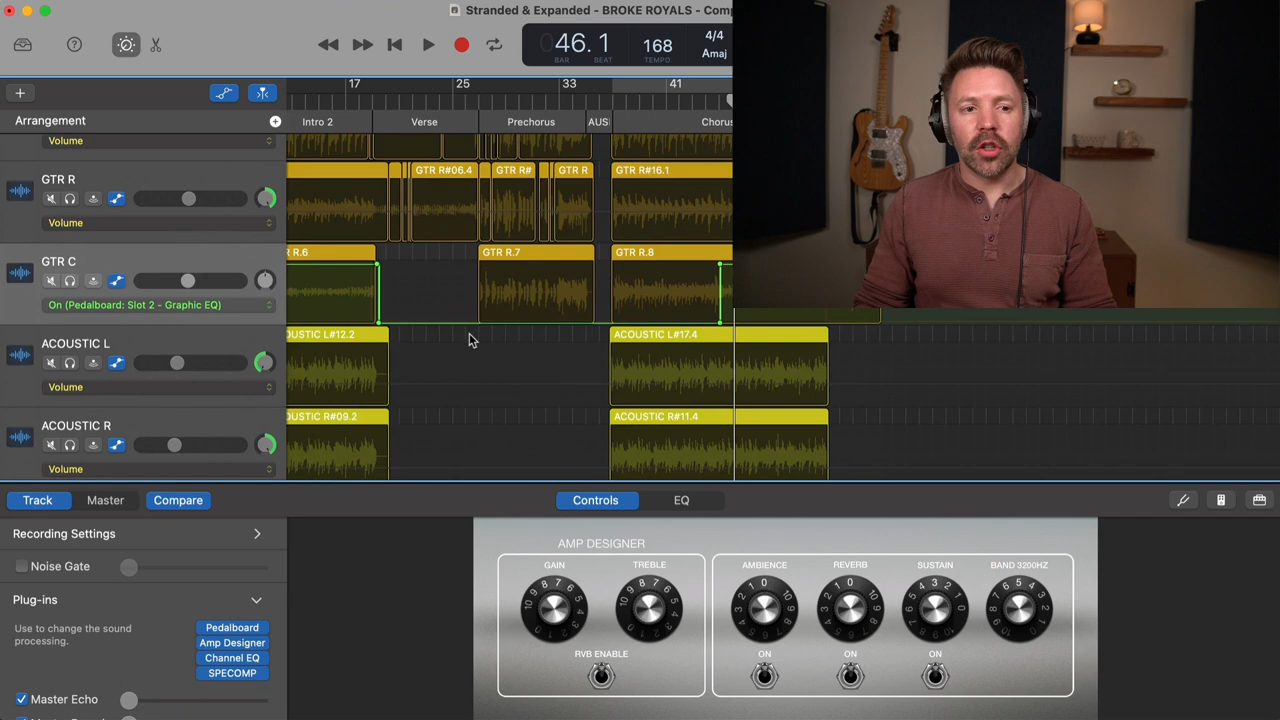 Stranded & Expanded - BROKE ROYALS - Comp
046. 1
BAR BEAT
168
TEMPO
4/4
Amaj
17 25 33 41
Arrangement
Intro 2 Verse Prechorus AUS Chorus
Volume
GTR R
Volume
GTR R#06.4 GTR R# GTR R GTR R#16.1
GTR C
On (Pedalboard: Slot 2 - Graphic EQ)
R.6 GTR R.7 GTR R.8
ACOUSTIC L
Volume
OUSTIC L#12.2 ACOUSTIC L#17.4
ACOUSTIC R
Volume
OUSTIC R#09.2 ACOUSTIC R#11.4
Track Master Compare
Controls EQ
Recording Settings
Noise Gate
Plug-ins
Use to change the sound
processing.
Pedalboard
Amp Designer
Channel EQ
SPECOMP
Master Echo
AMP DESIGNER
GAIN TREBLE AMBIENCE REVERB SUSTAIN BAND 3200HZ
RVB ENABLE ON ON ON